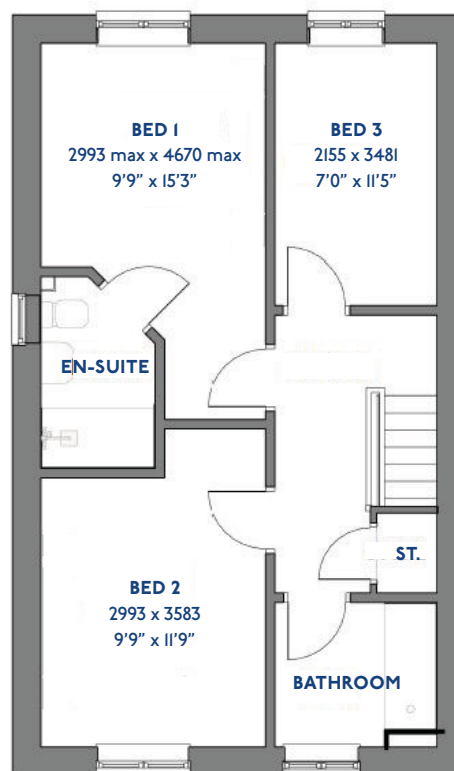 BED 1
2993 max x 4670 max
9'9" x 15'3"
BED 3
2155 x 3481
7'0" x 11'5"
EN-SUITE
ST.
BED 2
2993 x 3583
9'9" x 11'9"
BATHROOM